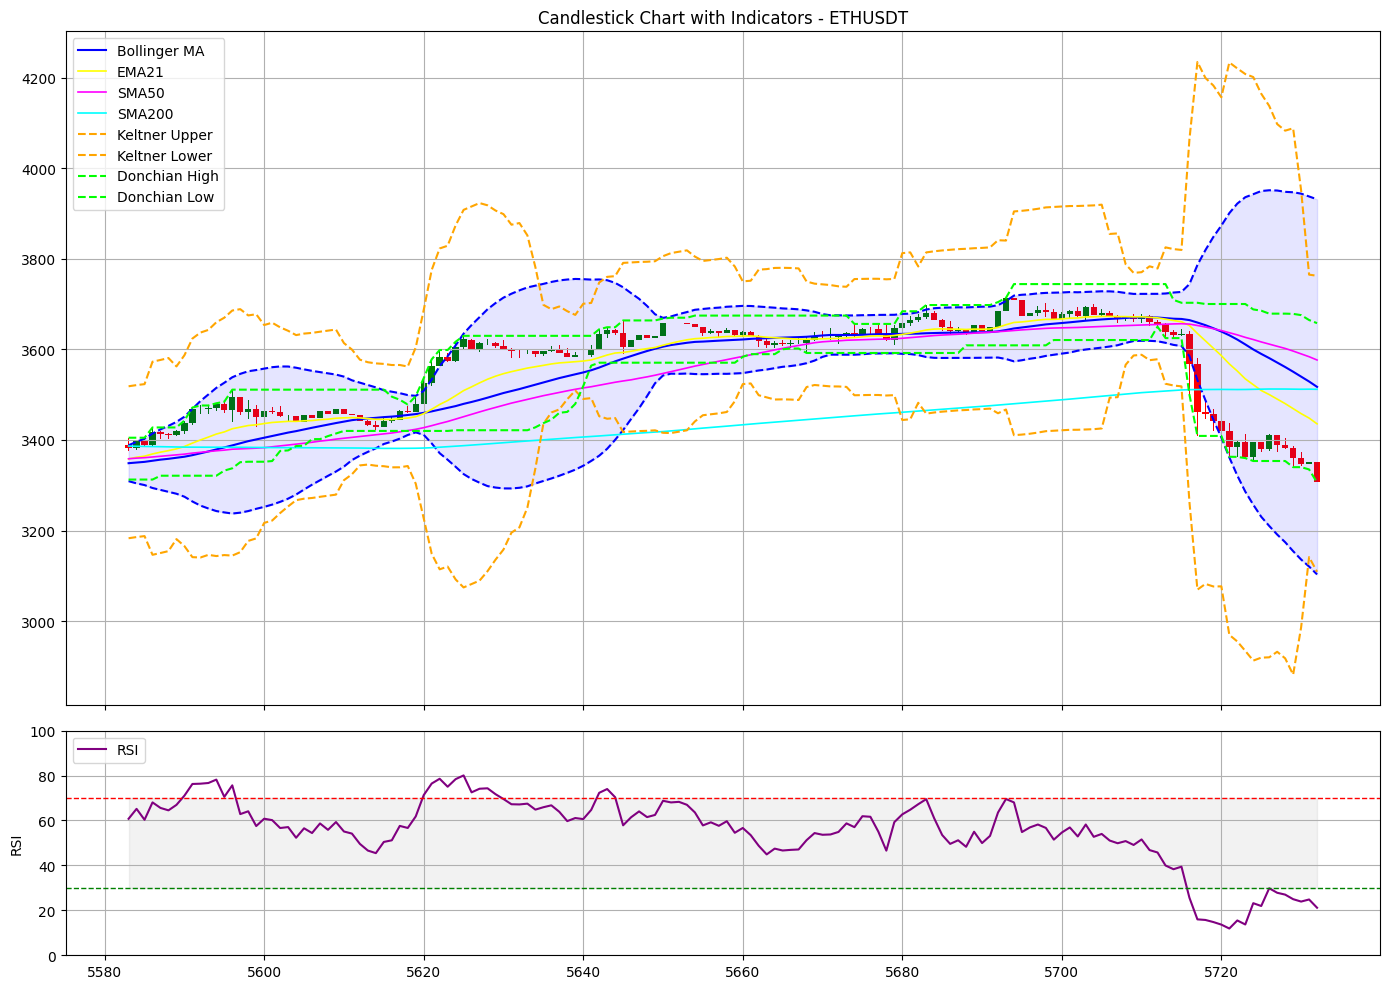 Candlestick Chart with Indicators - ETHUSDT
Bollinger MA
EMA21
SMA50
SMA200
Keltner Upper
Keltner Lower
Donchian High
Donchian Low
4200
4000
3800
3600
3400
3200
3000
RSI
100
80
60
40
20
0
RSI
5580
5600
5620
5640
5660
5680
5700
5720